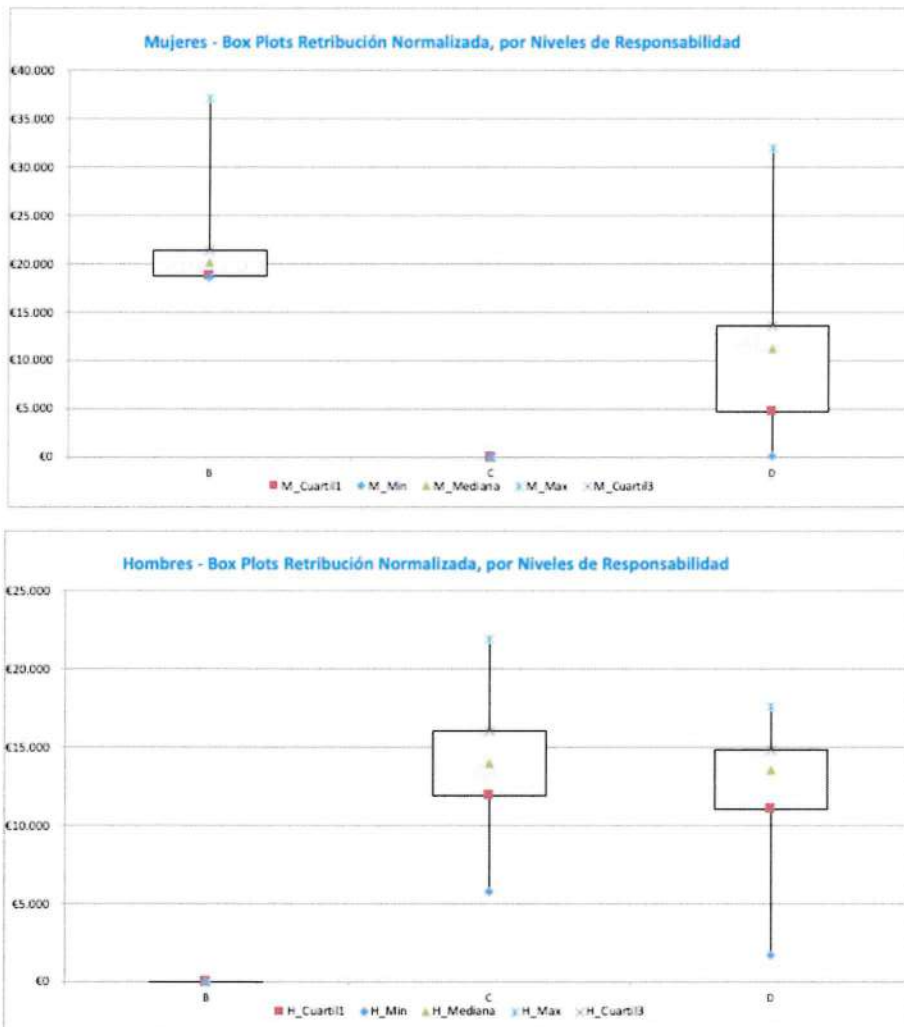 Mujeres - Box Plots Retribución Normalizada, por Niveles de Responsabilidad
€40.000
€35.000
€30.000
€25.000
€20.000
€15.000
€10.000
€5.000
€0
B C D
M_Cuartil1 M_Min M_Mediana M_Max M_Cuartil3
Hombres - Box Plots Retribución Normalizada, por Niveles de Responsabilidad
€25.000
€20.000
€15.000
€10.000
€5.000
€0
B C D
H_Cuartil1 H_Min H_Mediana H_Max H_Cuartil3